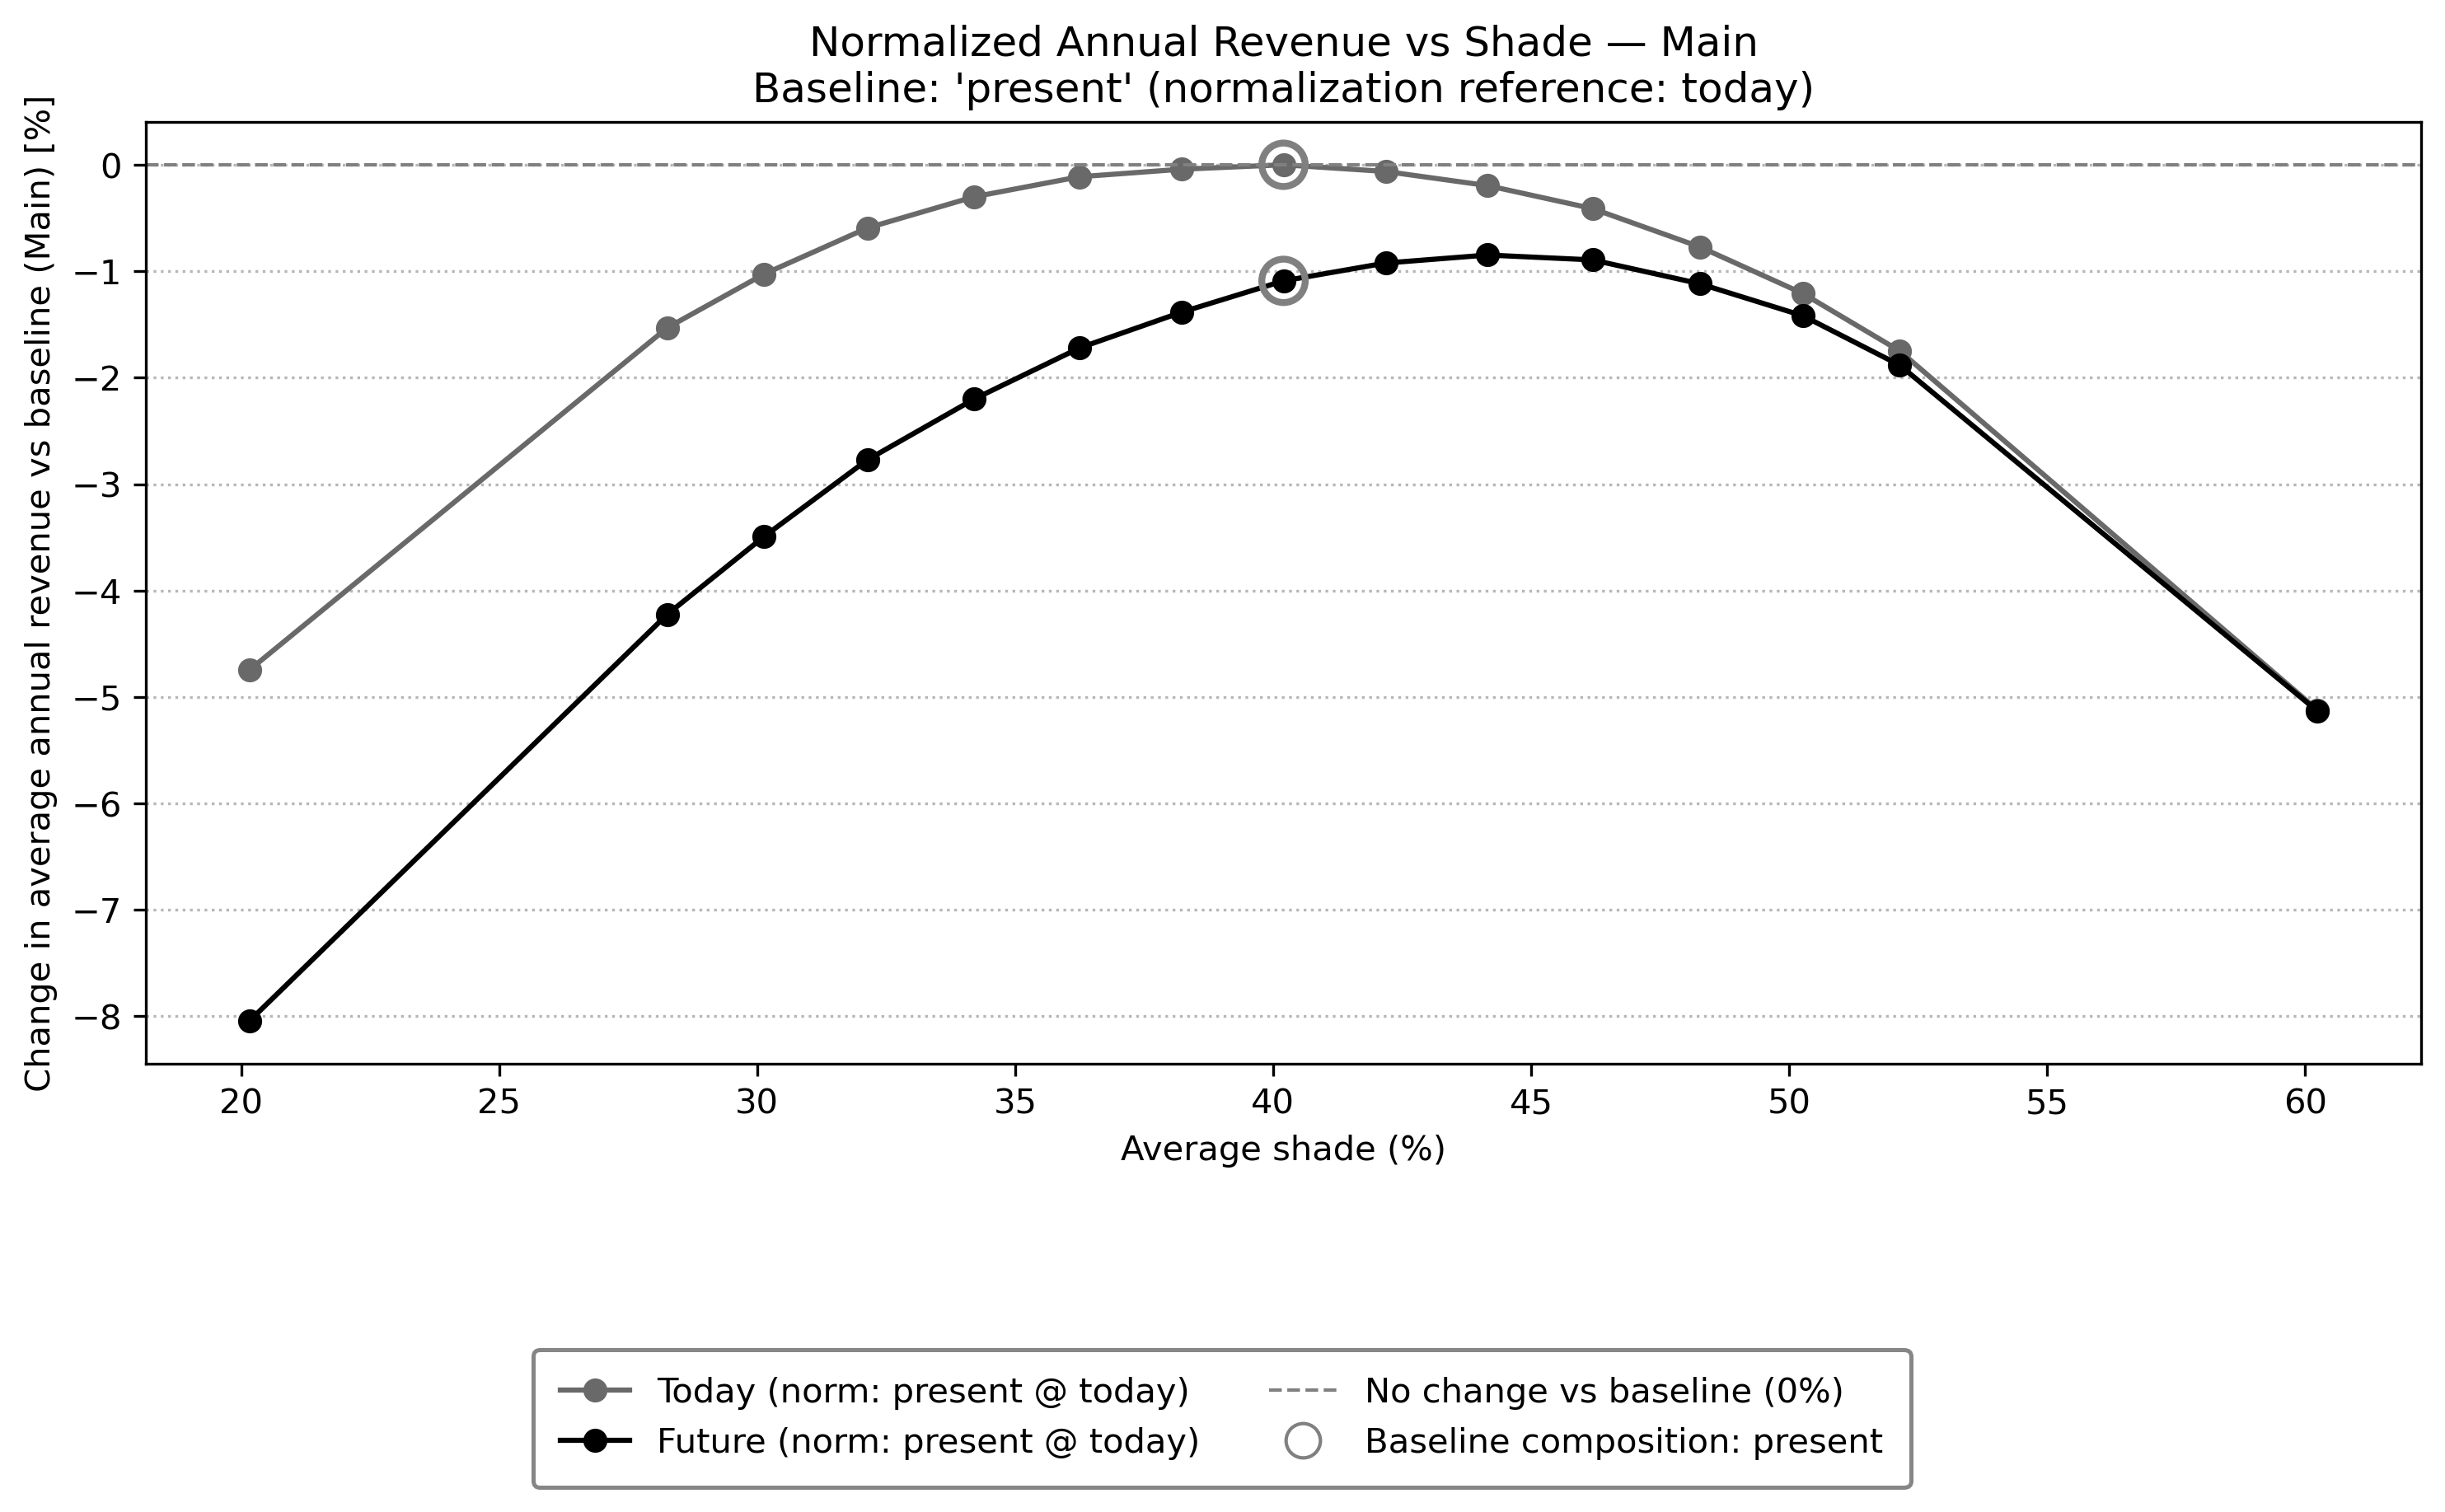 Normalized Annual Revenue vs Shade — Main
Baseline: 'present' (normalization reference: today)
Change in average annual revenue vs baseline (Main) [%]
0
−1
−2
−3
−4
−5
−6
−7
−8
20 25 30 35 40 45 50 55 60
Average shade (%)
Today (norm: present @ today)
Future (norm: present @ today)
No change vs baseline (0%)
Baseline composition: present